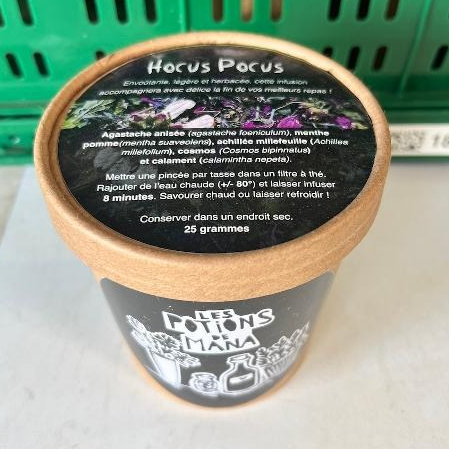 Hocus Pocus
Envoûtante, légère et herbacée, cette infusion
accompagnera avec délice la fin de vos meilleurs repas !
Agastache anisée (agastache foeniculum), menthe
pomme(mentha suaveolens), achillée millefeuille (Achillea
millefolium), cosmos (Cosmos bipinnatus)
et calament (calamintha nepeta).
Mettre une pincée par tasse dans un filtre à thé.
Rajouter de l'eau chaude (+/- 80°) et laisser infuser
8 minutes. Savourer chaud ou laisser refroidir !
Conserver dans un endroit sec.
25 grammes
LES
POTIONS
DE
MANA